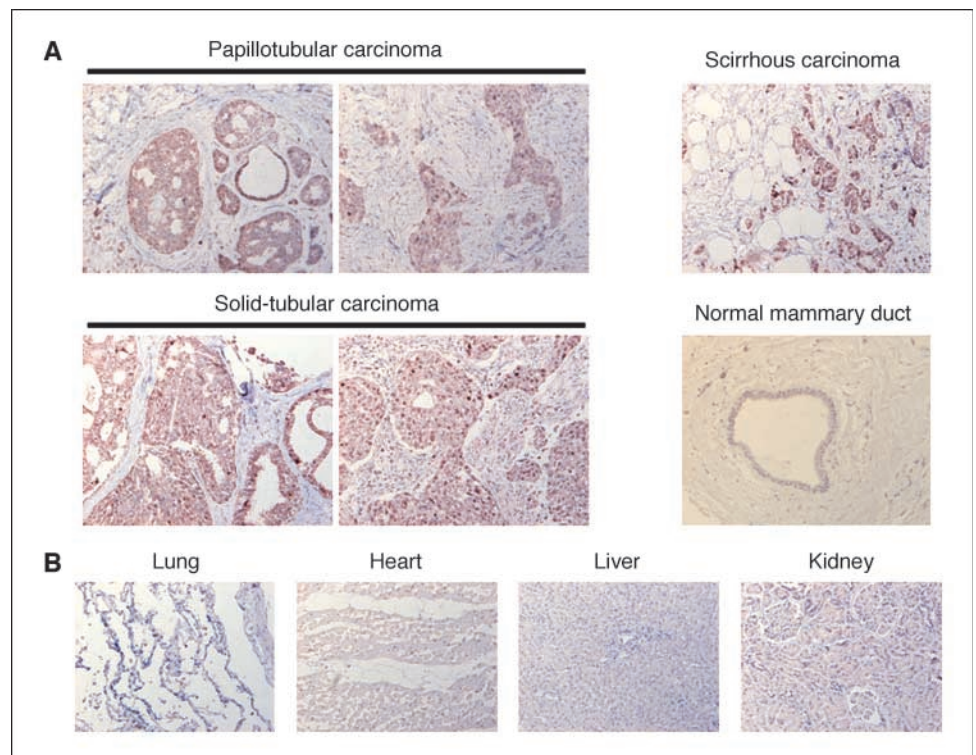 A
Papillotubular carcinoma
Scirrhous carcinoma
Solid-tubular carcinoma
Normal mammary duct
B
Lung
Heart
Liver
Kidney